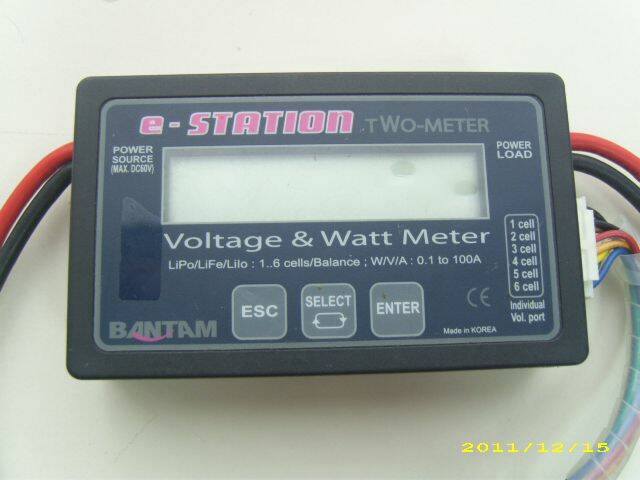 e-STATION TWO-METER
POWER
SOURCE
(MAX. DC60V)
POWER
LOAD
Voltage & Watt Meter
LiPo/LiFe/LiIo : 1..6 cells/Balance ; W/V/A : 0.1 to 100A
1 cell
2 cell
3 cell
4 cell
5 cell
6 cell
Individual
Vol. port
ESC
SELECT
ENTER
CE
BANTAM
Made in KOREA
2011/12/15